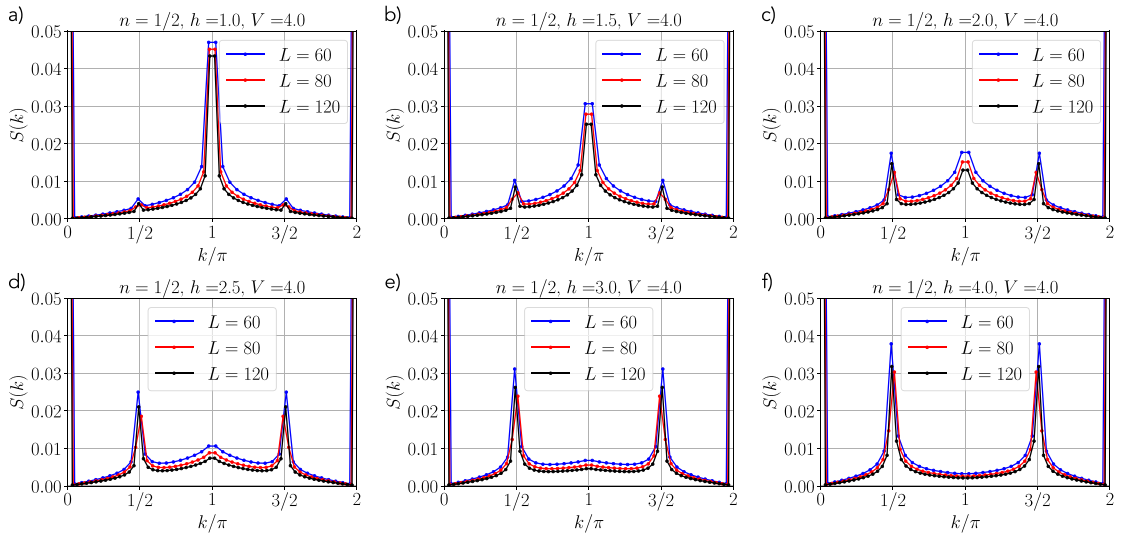 a)
n = 1/2, h =1.0, V =4.0
0.05
0.04
0.03
0.02
0.01
0.00
S(k)
L = 60
L = 80
L = 120
0 1/2 1 3/2 2
k/π
b)
n = 1/2, h =1.5, V =4.0
0.05
0.04
0.03
0.02
0.01
0.00
S(k)
L = 60
L = 80
L = 120
0 1/2 1 3/2 2
k/π
c)
n = 1/2, h =2.0, V =4.0
0.05
0.04
0.03
0.02
0.01
0.00
S(k)
L = 60
L = 80
L = 120
0 1/2 1 3/2 2
k/π
d)
n = 1/2, h =2.5, V =4.0
0.05
0.04
0.03
0.02
0.01
0.00
S(k)
L = 60
L = 80
L = 120
0 1/2 1 3/2 2
k/π
e)
n = 1/2, h =3.0, V =4.0
0.05
0.04
0.03
0.02
0.01
0.00
S(k)
L = 60
L = 80
L = 120
0 1/2 1 3/2 2
k/π
f)
n = 1/2, h =4.0, V =4.0
0.05
0.04
0.03
0.02
0.01
0.00
S(k)
L = 60
L = 80
L = 120
0 1/2 1 3/2 2
k/π